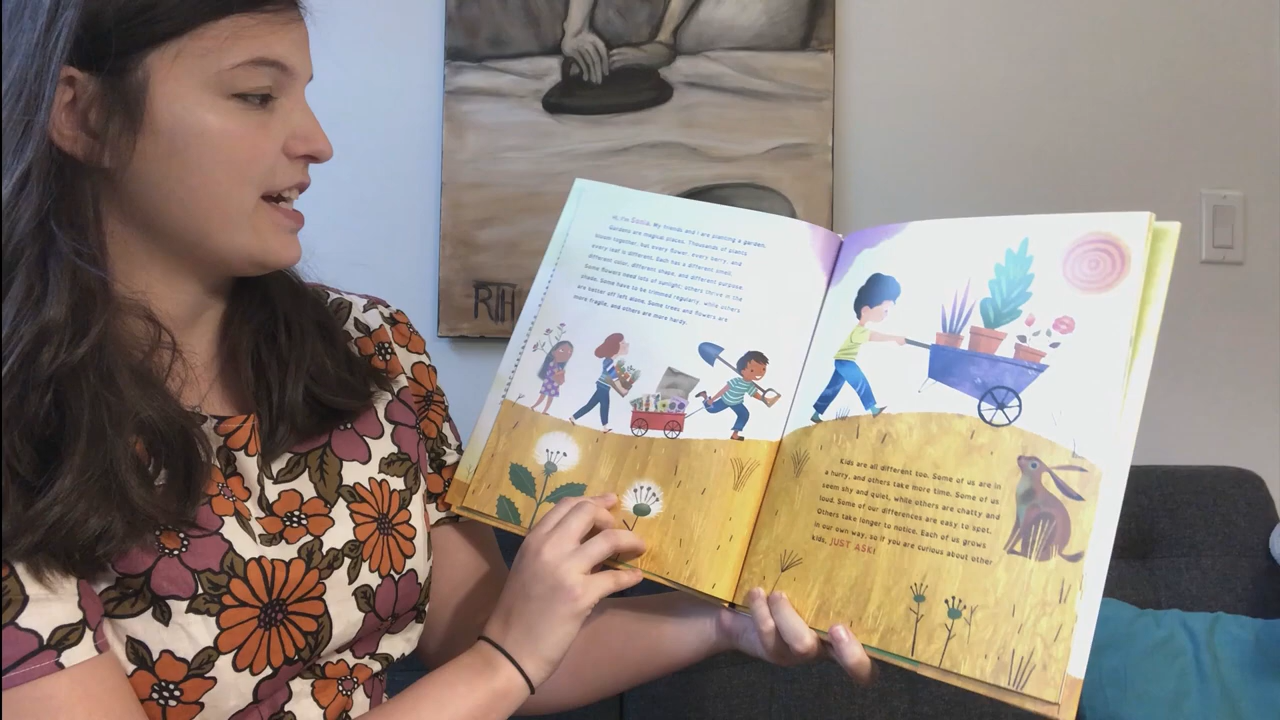 Hi, I'm Sonia. My friends and I are planting a garden.
Gardens are magical places. Thousands of plants
bloom together, but every flower, every berry, and
every leaf is different. Each has a different smell,
different color, different shape, and different purpose.
Some flowers need lots of sunlight; others thrive in the
shade. Some have to be trimmed regularly, while others
are better off left alone. Some trees and flowers are
more fragile, and others are more hardy.
Kids are all different too. Some of us are in
a hurry, and others take more time. Some of us
seem shy and quiet, while others are chatty and
loud. Some of our differences are easy to spot.
Others take longer to notice. Each of us grows
in our own way, so if you are curious about other
kids, JUST ASK!
RTH